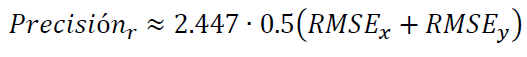 Precisión_r ≈ 2.447 · 0.5(RMSE_x + RMSE_y)